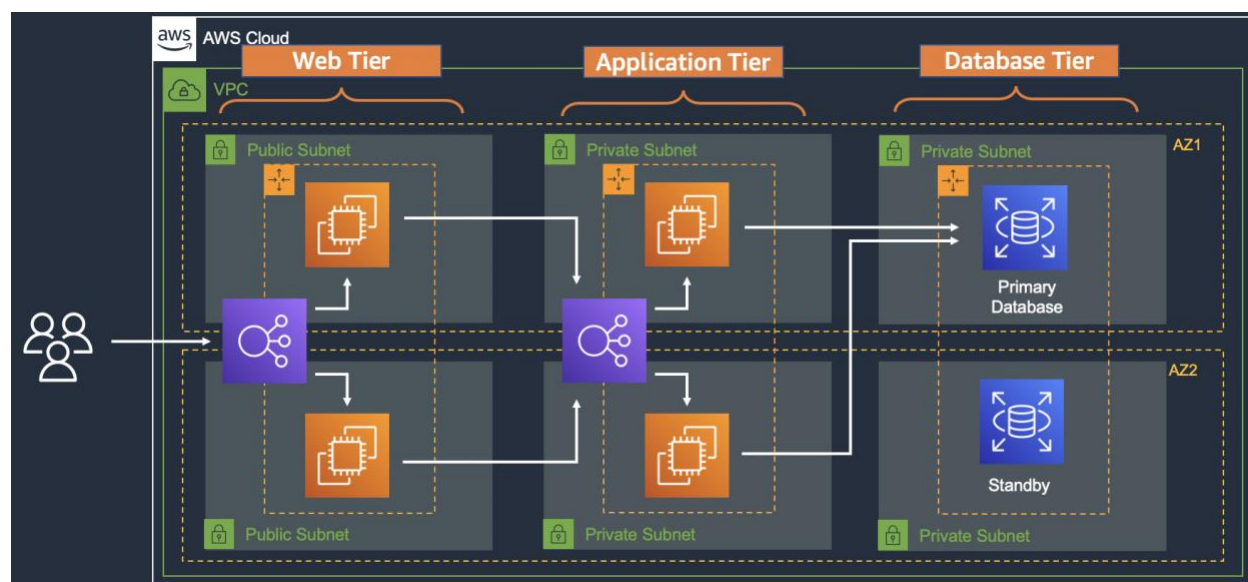 aws
AWS Cloud
Web Tier
Application Tier
Database Tier
VPC
AZ1
Public Subnet
Private Subnet
Private Subnet
Primary
Database
AZ2
Standby
Public Subnet
Private Subnet
Private Subnet